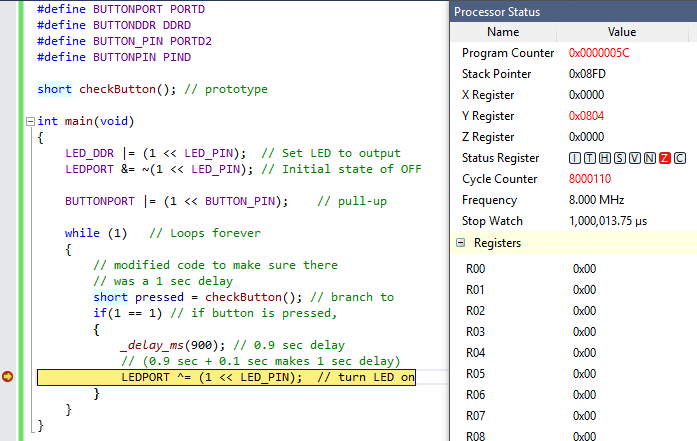 #define BUTTONPORT PORTD
#define BUTTONDDR DDRD
#define BUTTON_PIN PORTD2
#define BUTTONPIN PIND
short checkButton(); // prototype
int main(void)
{
LED_DDR |= (1 << LED_PIN);  // Set LED to output
LEDPORT &= ~(1 << LED_PIN); // Initial state of OFF
BUTTONPORT |= (1 << BUTTON_PIN);    // pull-up
while (1)   // Loops forever
{
// modified code to make sure there
// was a 1 sec delay
short pressed = checkButton(); // branch to
if(1 == 1) // if button is pressed,
{
_delay_ms(900); // 0.9 sec delay
// (0.9 sec + 0.1 sec makes 1 sec delay)
LEDPORT ^= (1 << LED_PIN);  // turn LED on
}
}
}
Processor Status
Name Value
Program Counter 0x0000005C
Stack Pointer 0x08FD
X Register 0x0000
Y Register 0x0804
Z Register 0x0000
Status Register I T H S V N Z C
Cycle Counter 8000110
Frequency 8.000 MHz
Stop Watch 1,000,013.75 µs
Registers
R00 0x00
R01 0x00
R02 0x00
R03 0x00
R04 0x00
R05 0x00
R06 0x00
R07 0x00
R08 0x00